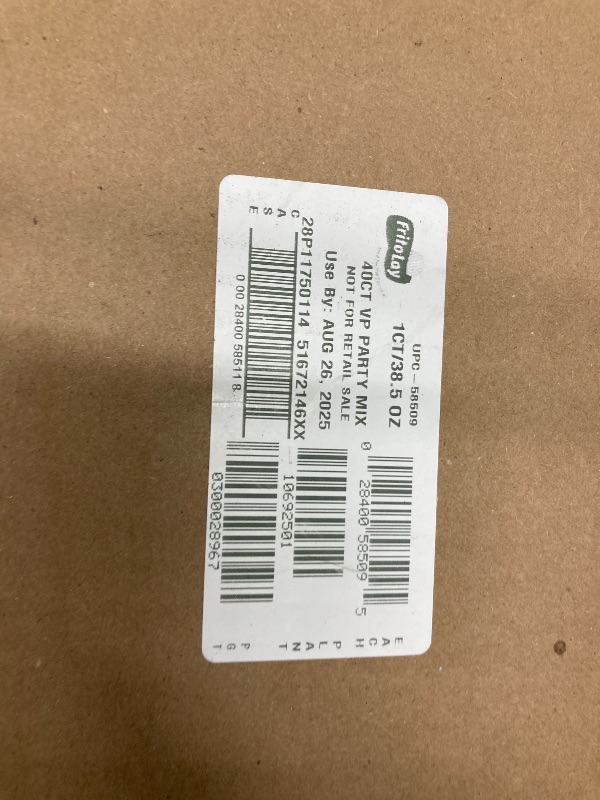 FritoLay
UPC-58509
1CT/38.5 OZ
40CT VP PARTY MIX
NOT FOR RETAIL SALE
Use By: AUG 26, 2025
28P11750114 51672146XX
CASE
0 00 28400 58511 8
0 28400 58509 5
EACH
10692501
PLANT
0300028967
PGT